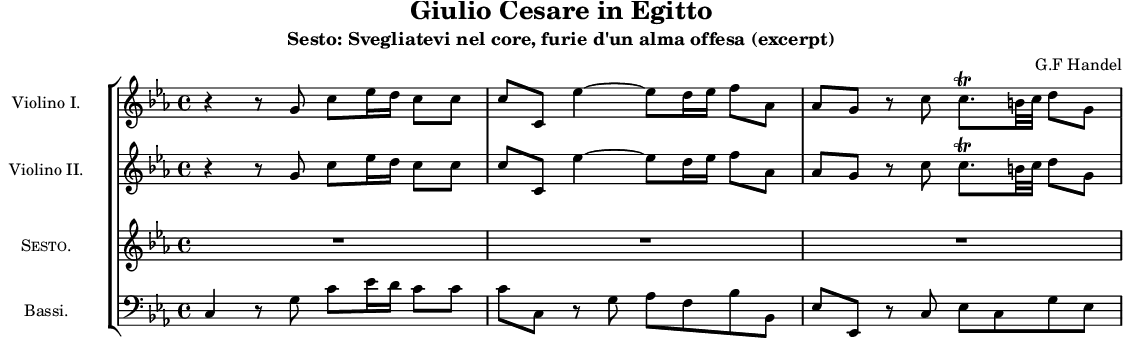 Giulio Cesare in Egitto
Sesto: Svegliatevi nel core, furie d'un alma offesa (excerpt)
G.F Handel
Violino I.
Violino II.
Sesto.
Bassi.